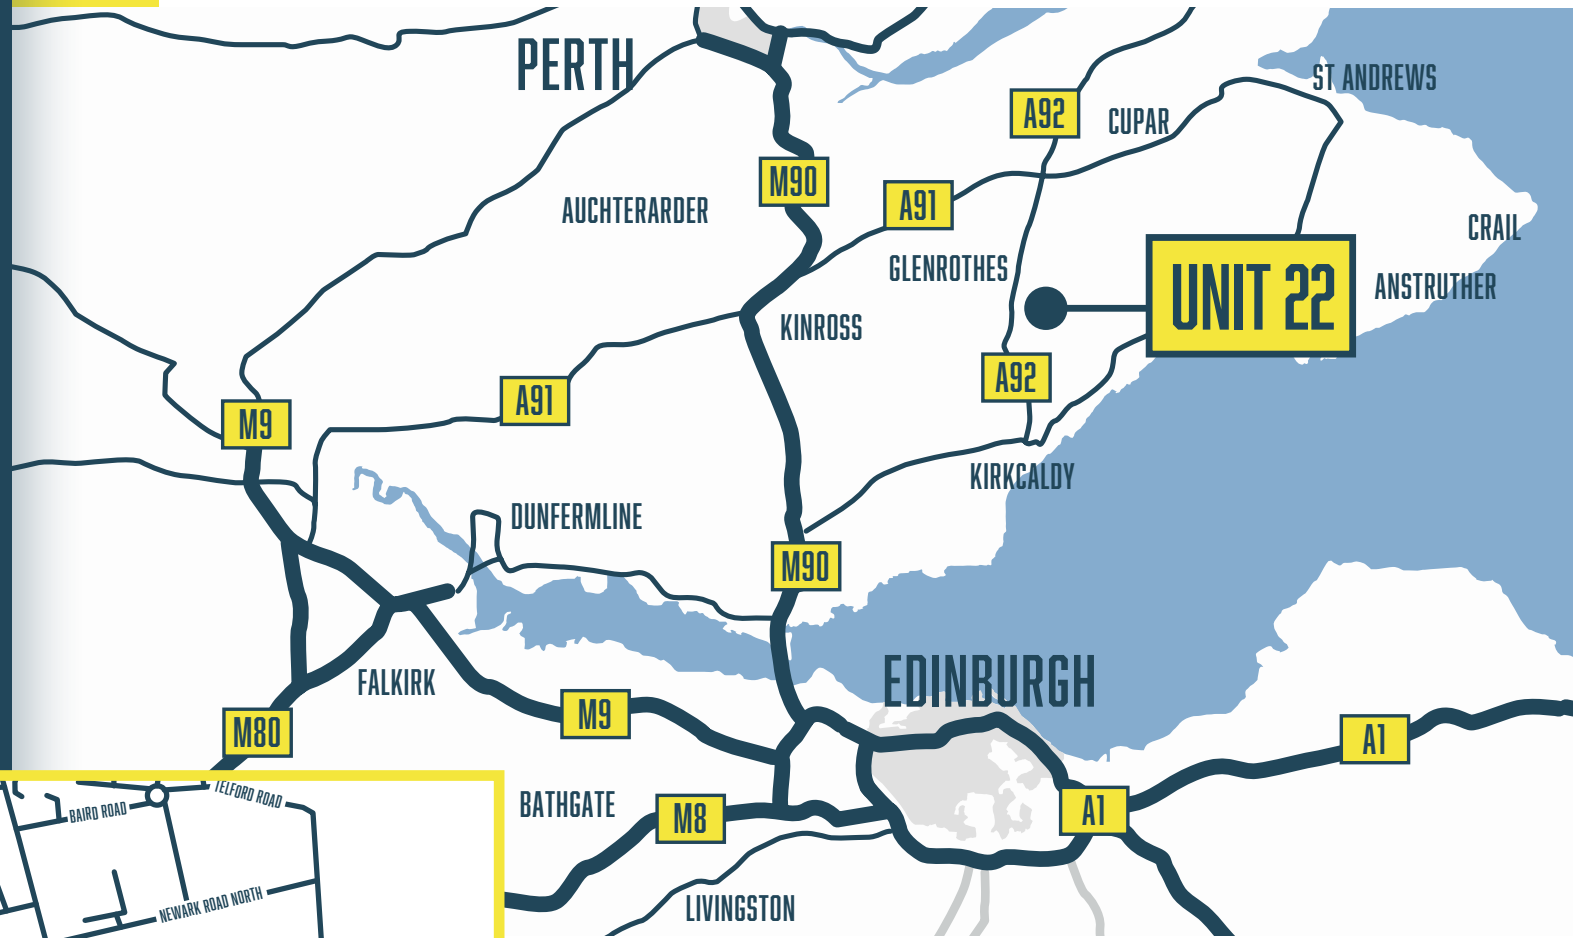 PERTH
ST ANDREWS
A92
CUPAR
M90
A91
AUCHTERARDER
CRAIL
GLENROTHES
UNIT 22
ANSTRUTHER
KINROSS
A92
A91
M9
KIRKCALDY
DUNFERMLINE
M90
EDINBURGH
FALKIRK
M9
M80
A1
TELFORD ROAD
BAIRD ROAD
BATHGATE
M8
A1
NEWARK ROAD NORTH
LIVINGSTON